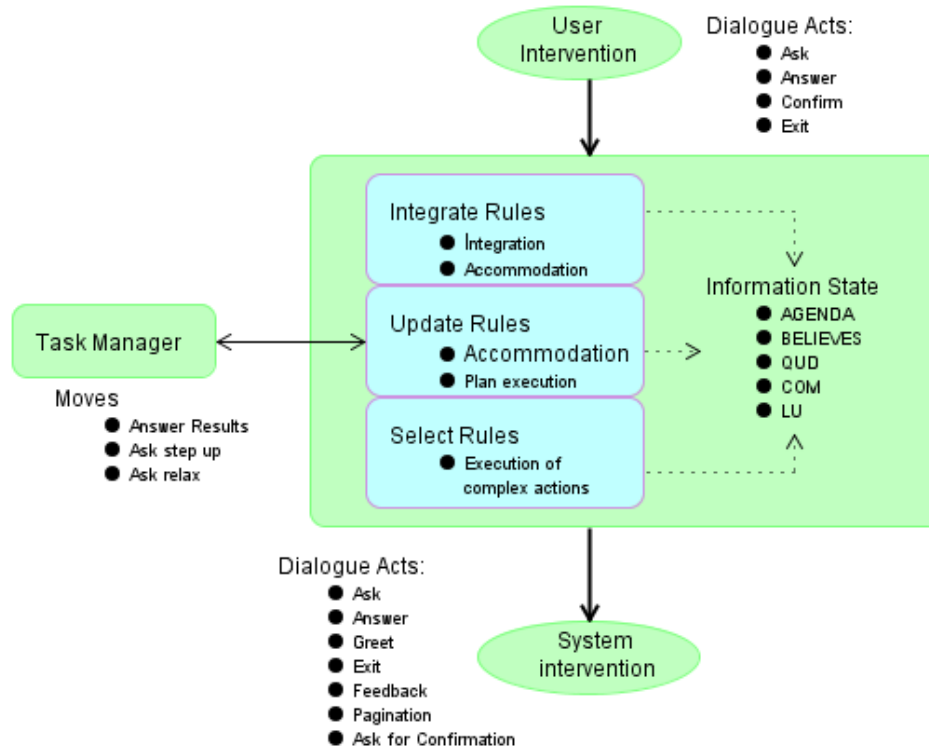 User
Intervention
Dialogue Acts:
Ask
Answer
Confirm
Exit
Integrate Rules
Integration
Accommodation
Update Rules
Accommodation
Plan execution
Select Rules
Execution of
complex actions
Information State
AGENDA
BELIEVES
QUD
COM
LU
Task Manager
Moves
Answer Results
Ask step up
Ask relax
Dialogue Acts:
Ask
Answer
Greet
Exit
Feedback
Pagination
Ask for Confirmation
System
intervention